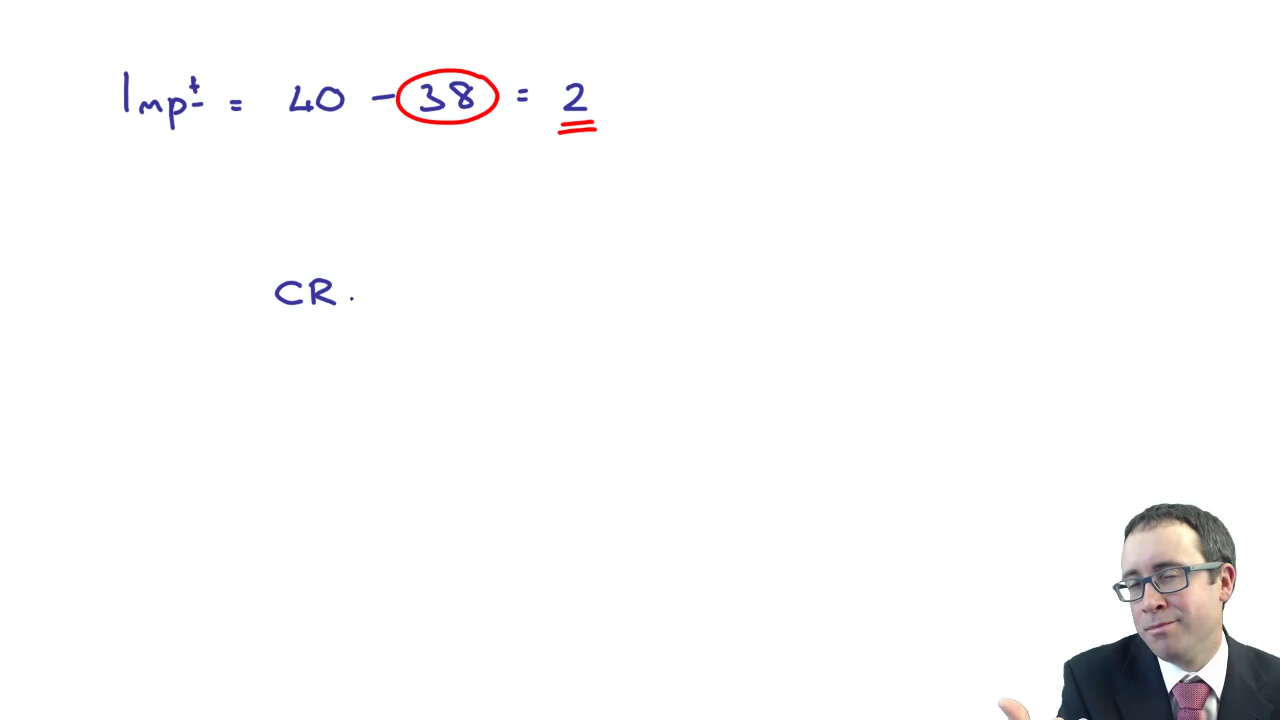 Impt = 40 - 38 = 2
CR.